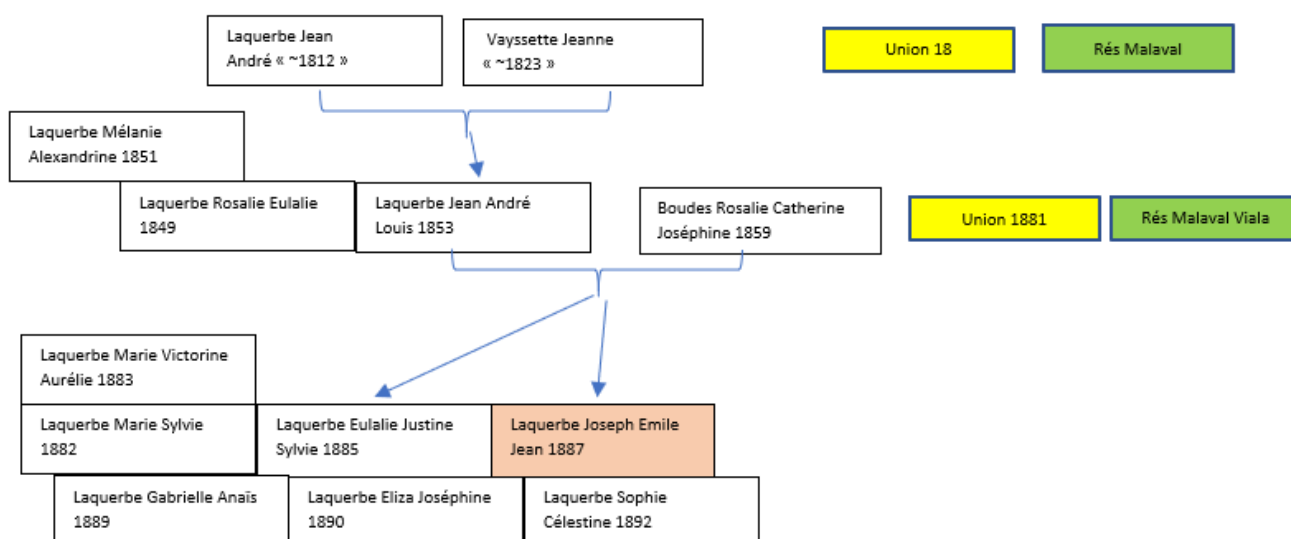 Laquerbe Jean
André « ~1812 »
Vayssette Jeanne
« ~1823 »
Union 18
Rés Malaval
Laquerbe Mélanie
Alexandrine 1851
Laquerbe Rosalie Eulalie
1849
Laquerbe Jean André
Louis 1853
Boudes Rosalie Catherine
Joséphine 1859
Union 1881
Rés Malaval Viala
Laquerbe Marie Victorine
Aurélie 1883
Laquerbe Marie Sylvie
1882
Laquerbe Eulalie Justine
Sylvie 1885
Laquerbe Joseph Emile
Jean 1887
Laquerbe Gabrielle Anaïs
1889
Laquerbe Eliza Joséphine
1890
Laquerbe Sophie
Célestine 1892